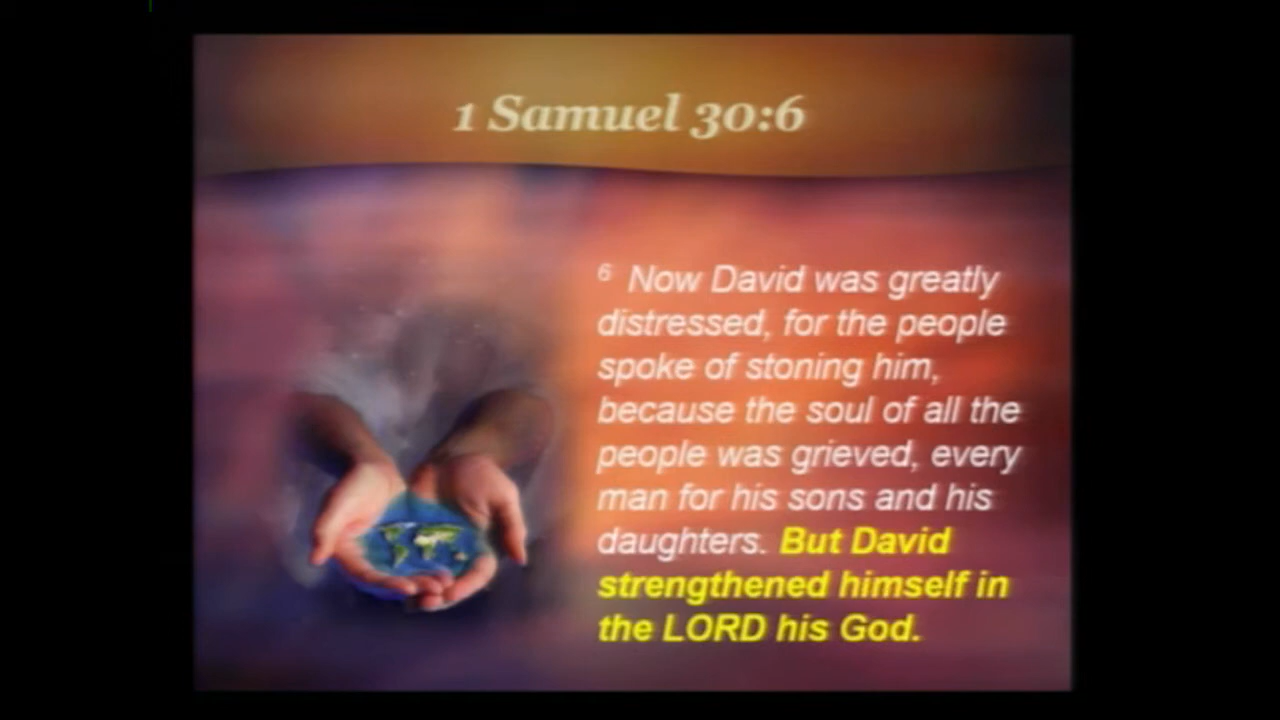 1 Samuel 30:6
6 Now David was greatly
distressed, for the people
spoke of stoning him,
because the soul of all the
people was grieved, every
man for his sons and his
daughters. But David
strengthened himself in
the LORD his God.